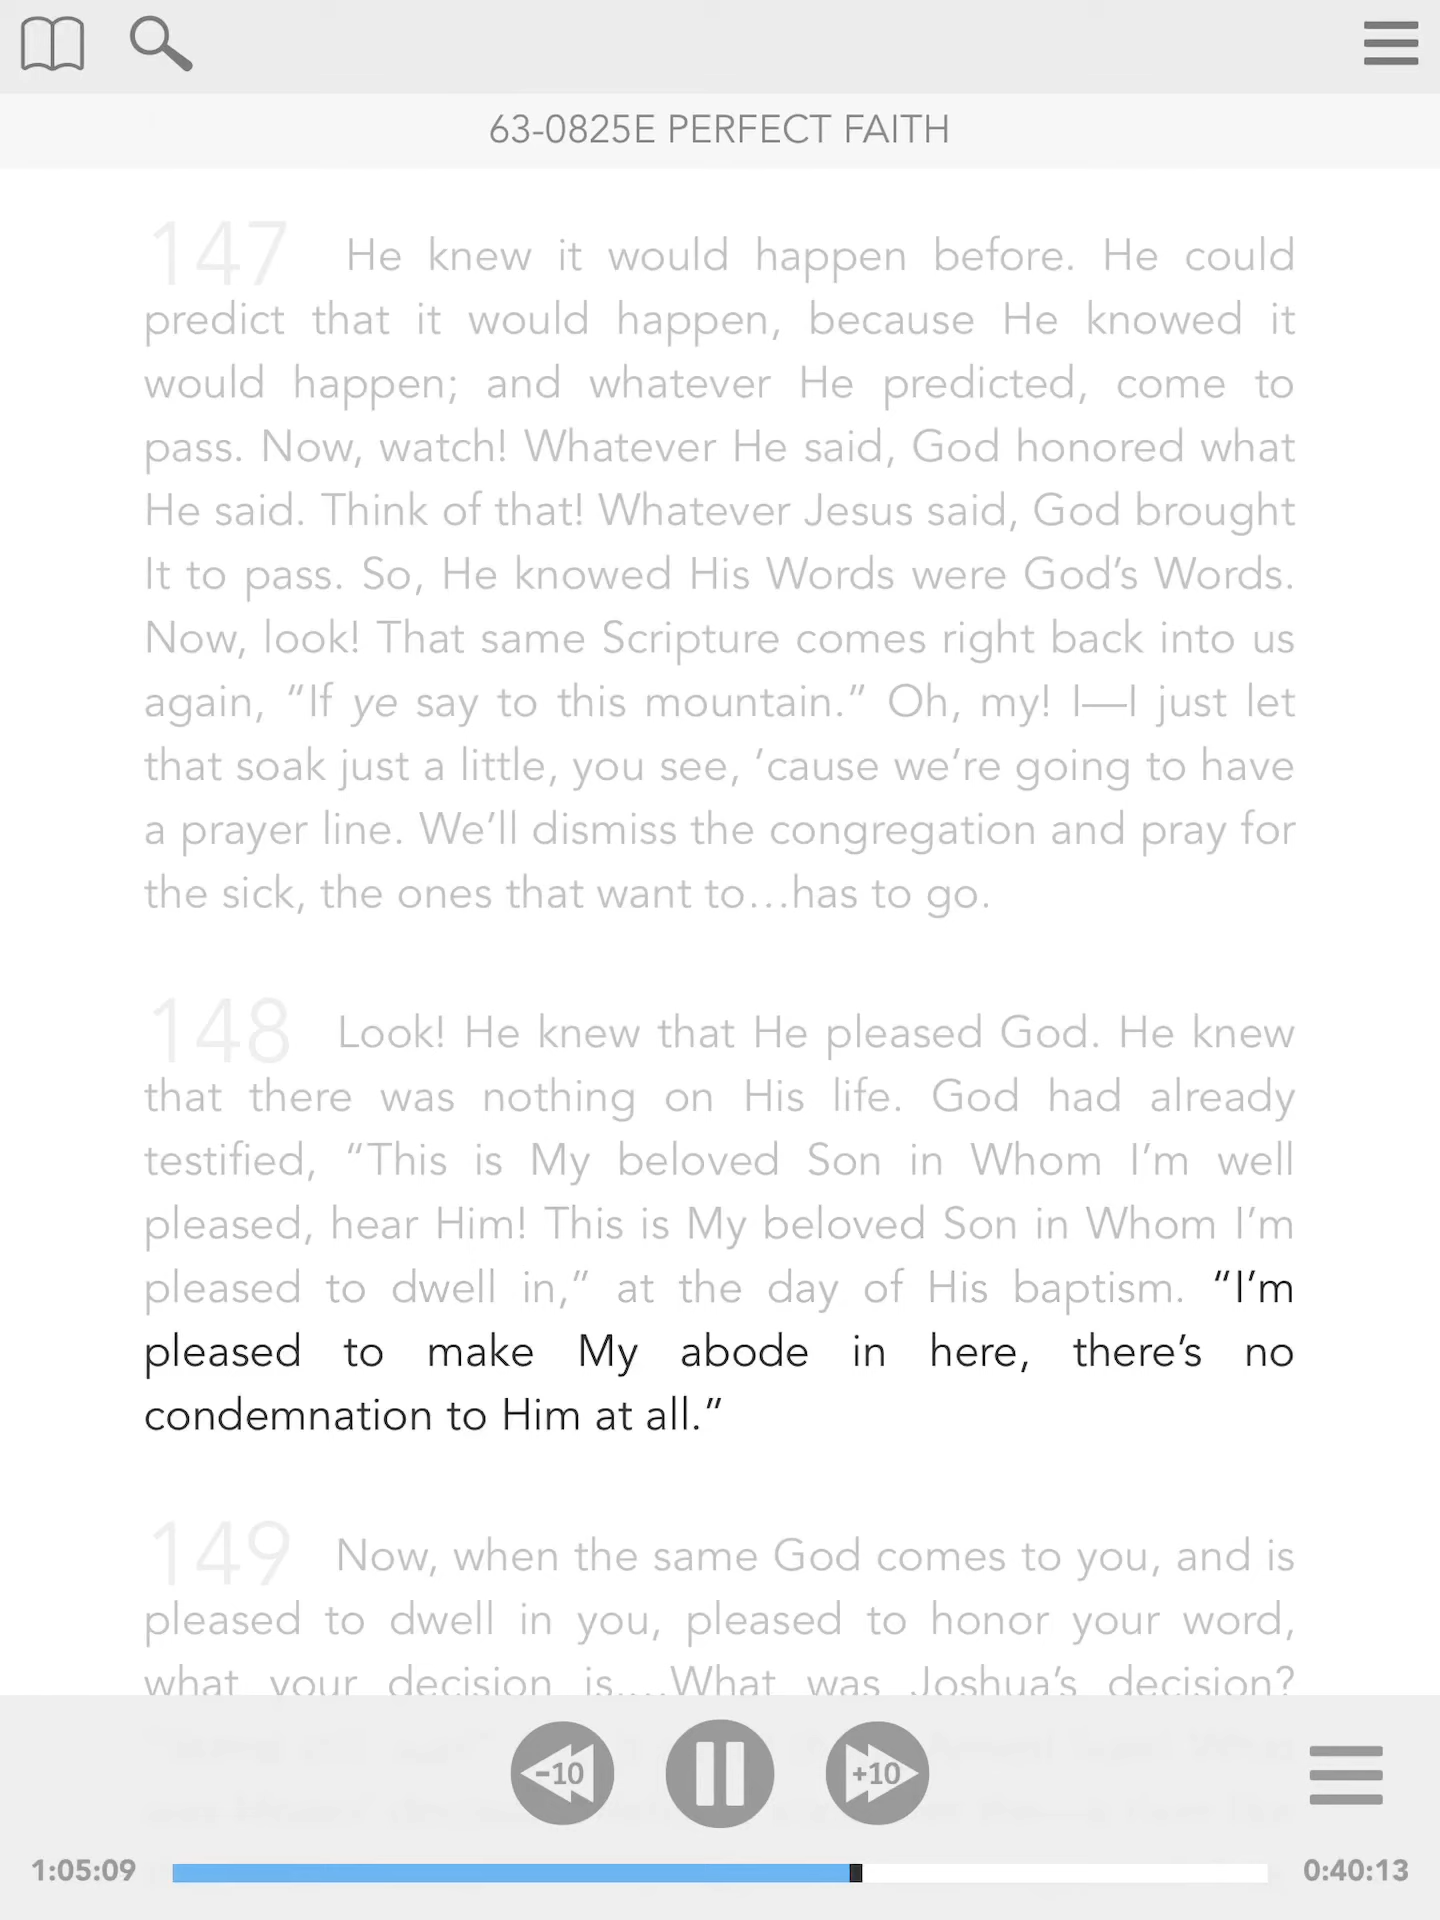 63-0825E PERFECT FAITH
147 He knew it would happen before. He could
predict that it would happen, because He knowed it
would happen; and whatever He predicted, come to
pass. Now, watch! Whatever He said, God honored what
He said. Think of that! Whatever Jesus said, God brought
It to pass. So, He knowed His Words were God’s Words.
Now, look! That same Scripture comes right back into us
again, “If ye say to this mountain.” Oh, my! I—I just let
that soak just a little, you see, ’cause we’re going to have
a prayer line. We’ll dismiss the congregation and pray for
the sick, the ones that want to…has to go.
148 Look! He knew that He pleased God. He knew
that there was nothing on His life. God had already
testified, “This is My beloved Son in Whom I’m well
pleased, hear Him! This is My beloved Son in Whom I’m
pleased to dwell in,” at the day of His baptism. “I’m
pleased to make My abode in here, there’s no
condemnation to Him at all.”
149 Now, when the same God comes to you, and is
pleased to dwell in you, pleased to honor your word,
what your decision is.…What was Joshua’s decision?
-10 +10
1:05:09 0:40:13